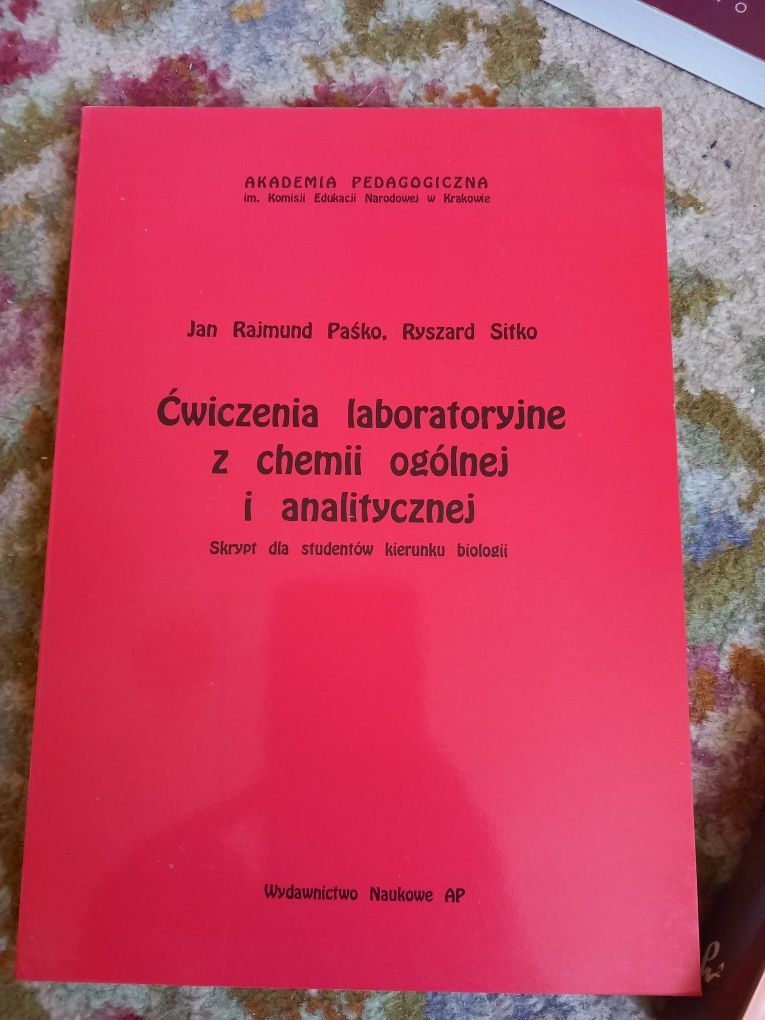 AKADEMIA PEDAGOGICZNA
im. Komisji Edukacji Narodowej w Krakowie
Jan Rajmund Paśko, Ryszard Sitko
Ćwiczenia laboratoryjne
z chemii ogólnej
i analitycznej
Skrypt dla studentów kierunku biologii
Wydawnictwo Naukowe AP